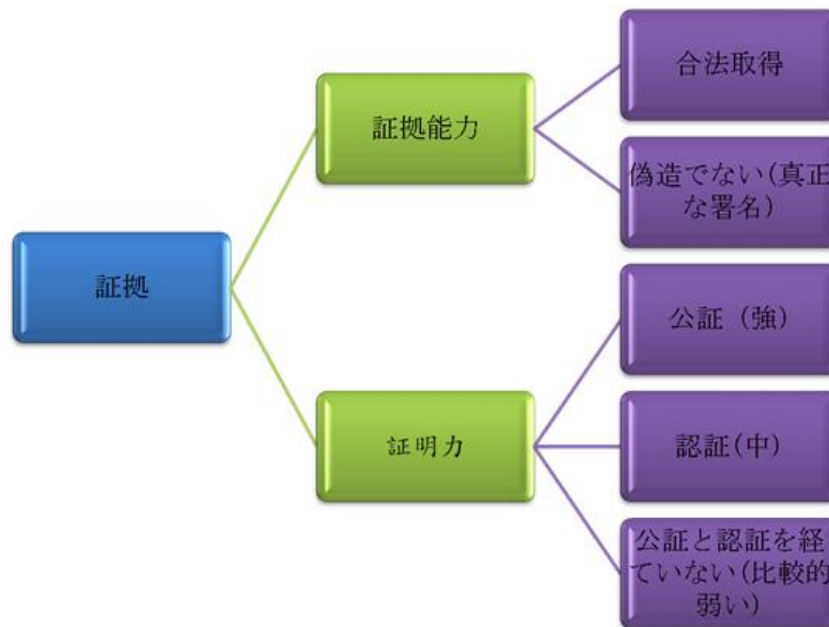 証拠
証拠能力
合法取得
偽造でない(真正
な署名)
証明力
公証（強）
認証(中)
公証と認証を経
ていない(比較的
弱い)